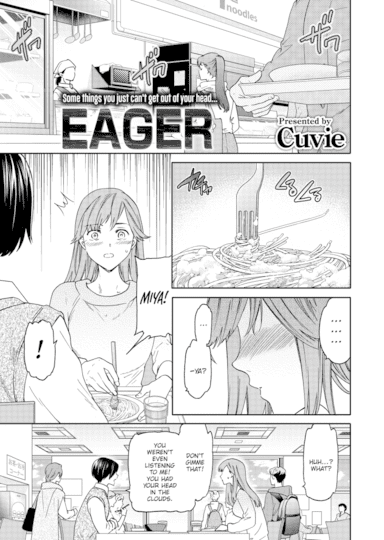 noodles
Some things you just can't get out of your head...
EAGER
Presented by
Cuvie
MIYA!
!
...
...
-YA?
HUH...?
WHAT?
DON'T
GIMME
THAT!
YOU
WEREN'T
EVEN
LISTENING
TO ME!
YOU HAD
YOUR HEAD
IN THE
CLOUDS.